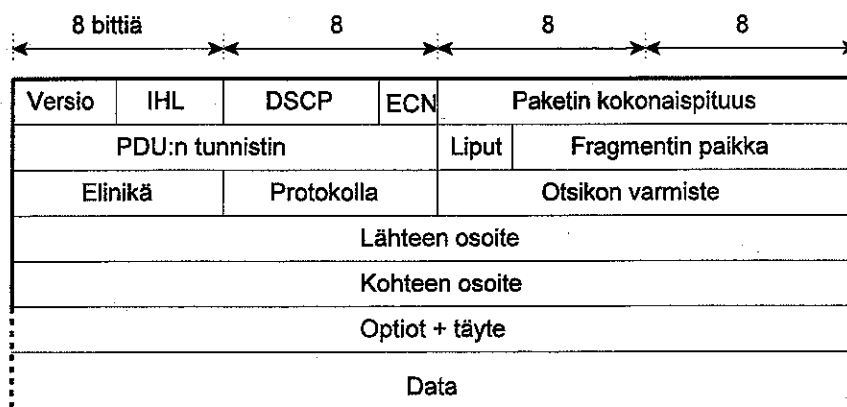 8 bittiä 8 8 8
Versio IHL DSCP ECN Paketin kokonaispituus
PDU:n tunnistin Liput Fragmentin paikka
Elinikä Protokolla Otsikon varmiste
Lähteen osoite
Kohteen osoite
Optiot + täyte
Data